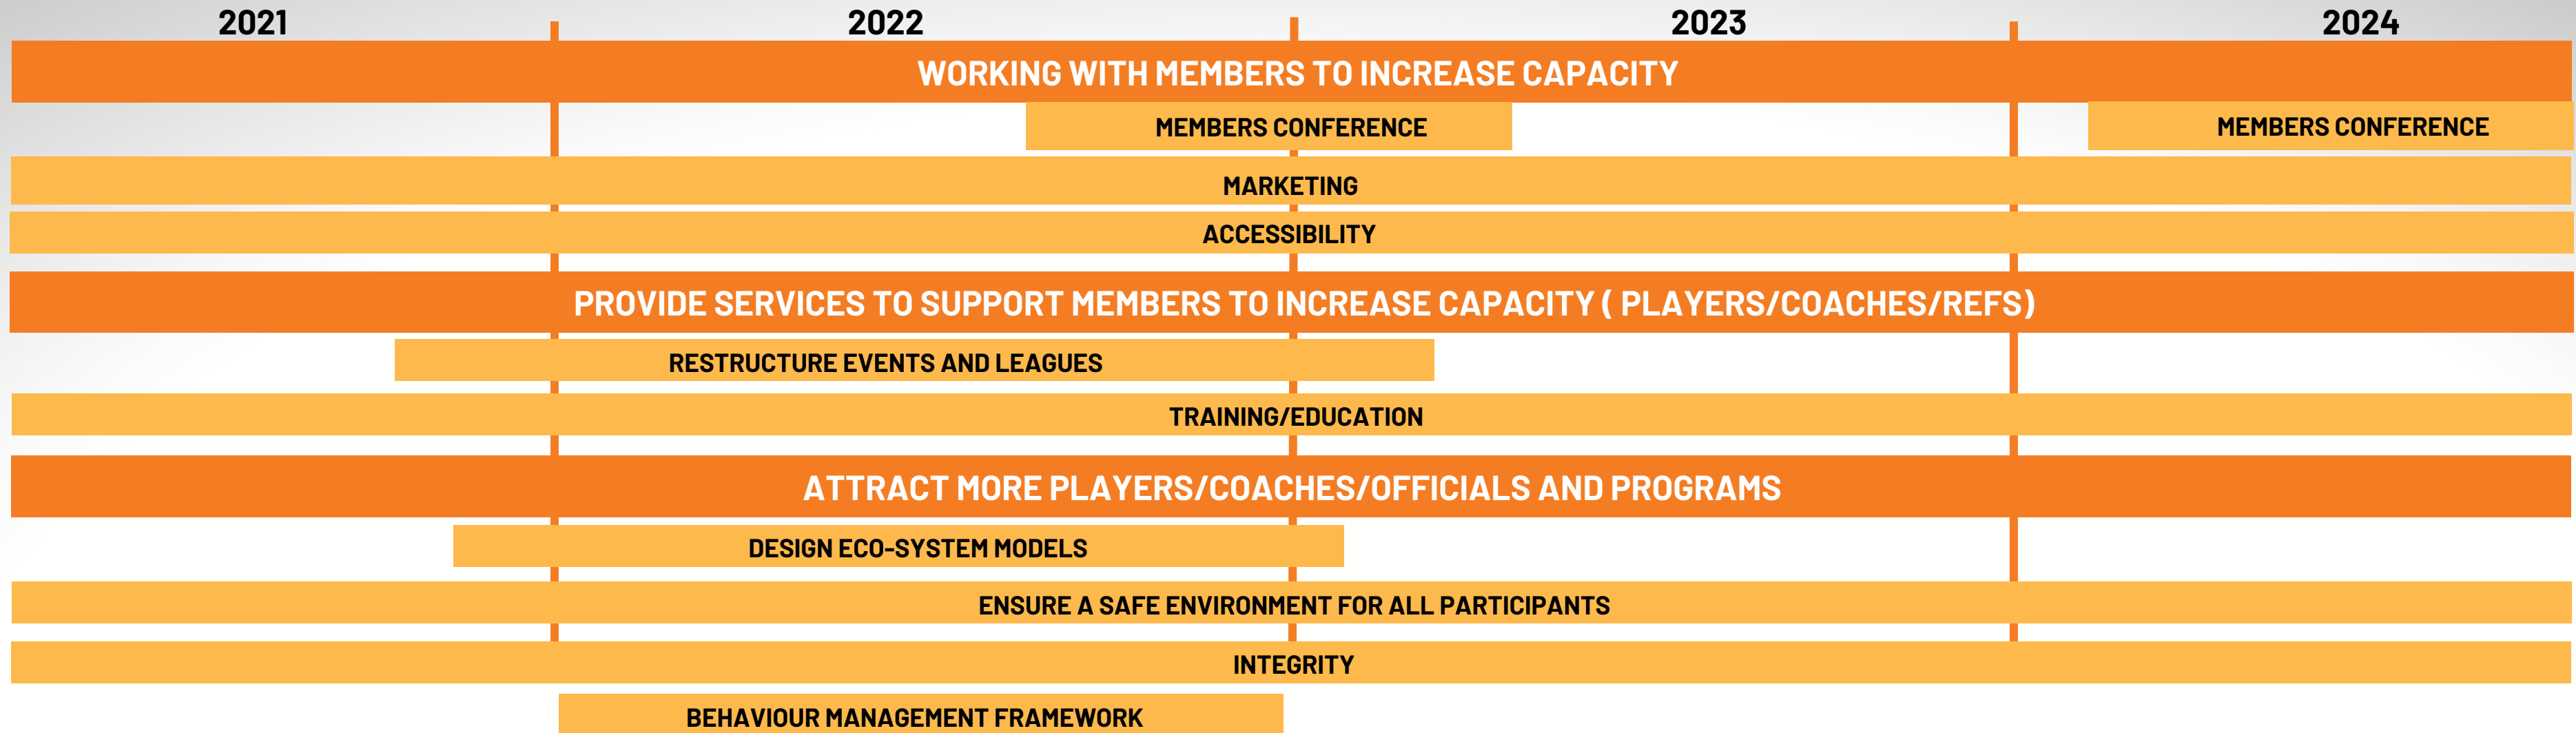 2021 2022 2023 2024
WORKING WITH MEMBERS TO INCREASE CAPACITY
MEMBERS CONFERENCE MEMBERS CONFERENCE
MARKETING
ACCESSIBILITY
PROVIDE SERVICES TO SUPPORT MEMBERS TO INCREASE CAPACITY ( PLAYERS/COACHES/REFS)
RESTRUCTURE EVENTS AND LEAGUES
TRAINING/EDUCATION
ATTRACT MORE PLAYERS/COACHES/OFFICIALS AND PROGRAMS
DESIGN ECO-SYSTEM MODELS
ENSURE A SAFE ENVIRONMENT FOR ALL PARTICIPANTS
INTEGRITY
BEHAVIOUR MANAGEMENT FRAMEWORK